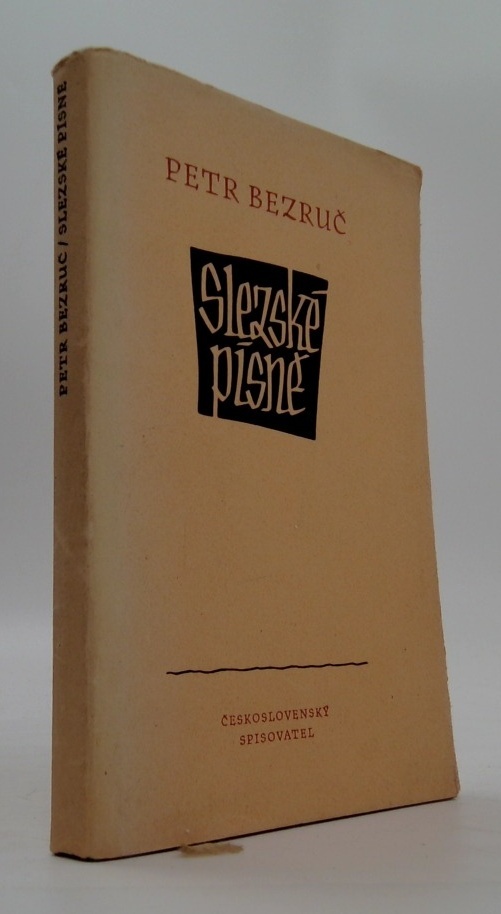 PETR BEZRUČ / SLEZSKÉ PÍSNĚ
PETR BEZRUČ
Slezské
písně
ČESKOSLOVENSKÝ
SPISOVATEL